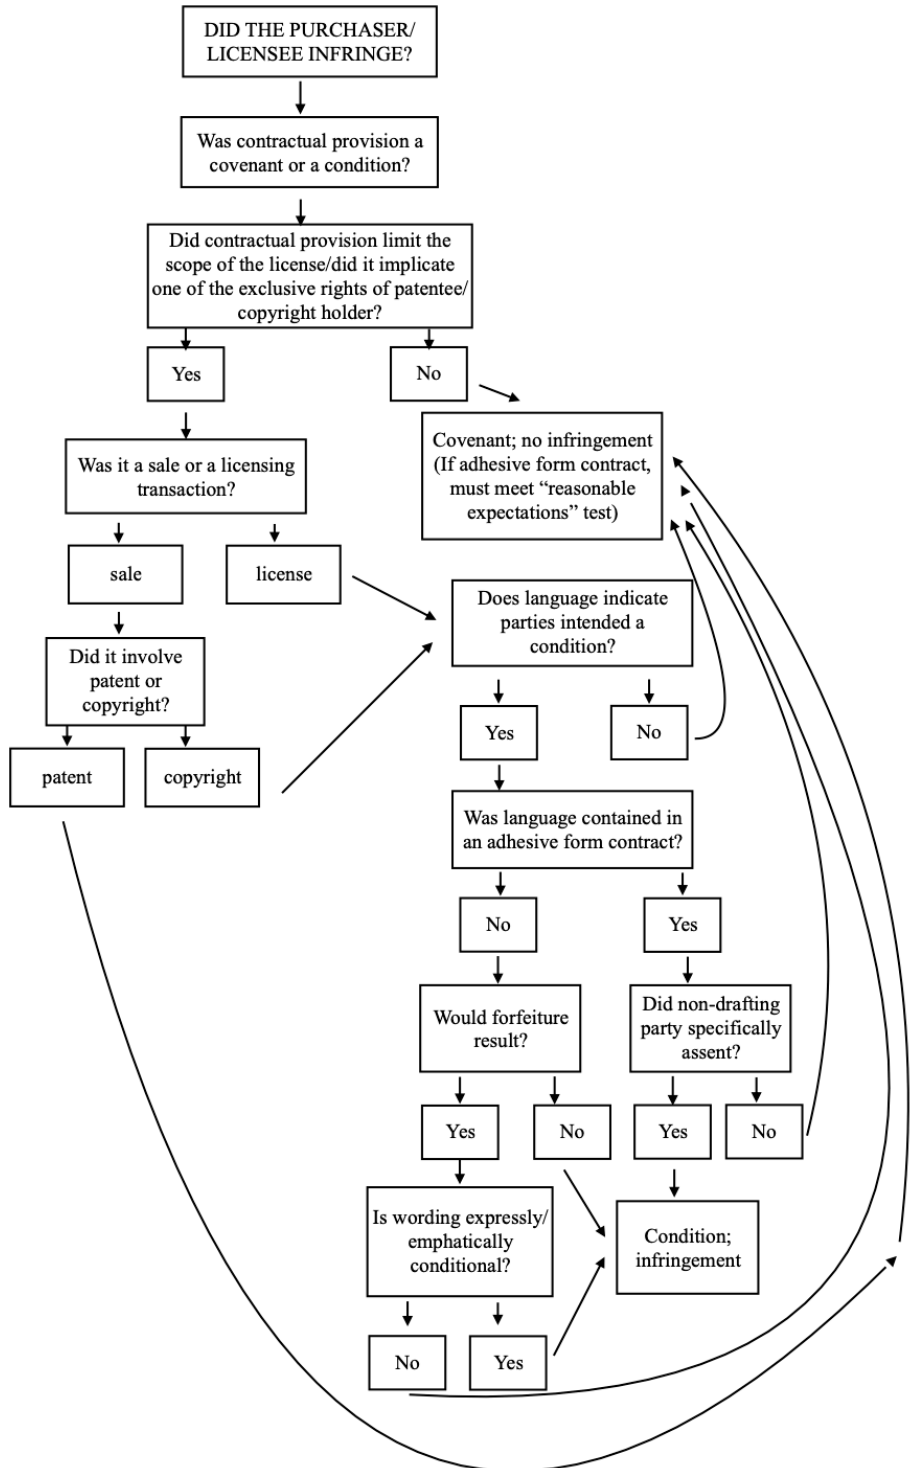 DID THE PURCHASER/
LICENSEE INFRINGE?
Was contractual provision a
covenant or a condition?
Did contractual provision limit the
scope of the license/did it implicate
one of the exclusive rights of patentee/
copyright holder?
Yes
No
Covenant; no infringement
(If adhesive form contract,
must meet “reasonable
expectations” test)
Was it a sale or a licensing
transaction?
sale
license
Does language indicate
parties intended a
condition?
Did it involve
patent or
copyright?
Yes
No
patent
copyright
Was language contained in
an adhesive form contract?
No
Yes
Would forfeiture
result?
Did non-drafting
party specifically
assent?
Yes
No
Yes
No
Is wording expressly/
emphatically
conditional?
Condition;
infringement
No
Yes